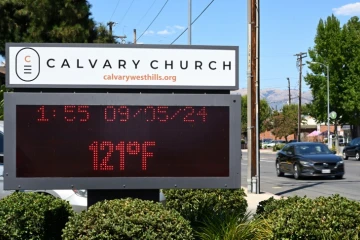 C
CALVARY CHURCH
calvarywesthills.org
1:55 09/05/24
121°F